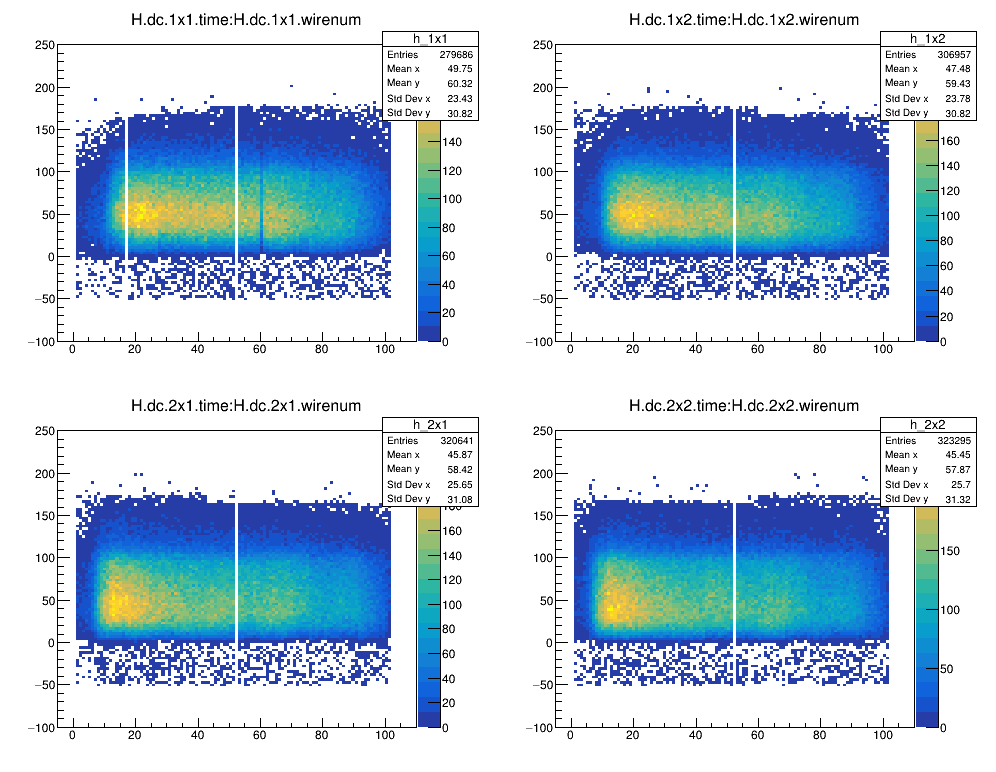 H.dc.1x1.time:H.dc.1x1.wirenum
h_1x1
Entries 279686
Mean x 49.75
Mean y 60.32
Std Dev x 23.43
Std Dev y 30.82
250
200
150
100
50
0
−50
−100
0 20 40 60 80 100
140
120
100
80
60
40
20
0
H.dc.1x2.time:H.dc.1x2.wirenum
h_1x2
Entries 306957
Mean x 47.48
Mean y 59.43
Std Dev x 23.78
Std Dev y 30.82
250
200
150
100
50
0
−50
−100
0 20 40 60 80 100
160
140
120
100
80
60
40
20
0
H.dc.2x1.time:H.dc.2x1.wirenum
h_2x1
Entries 320641
Mean x 45.87
Mean y 58.42
Std Dev x 25.65
Std Dev y 31.08
250
200
150
100
50
0
−50
−100
0 20 40 60 80 100
180
160
140
120
100
80
60
40
20
0
H.dc.2x2.time:H.dc.2x2.wirenum
h_2x2
Entries 323295
Mean x 45.45
Mean y 57.87
Std Dev x 25.7
Std Dev y 31.32
250
200
150
100
50
0
−50
−100
0 20 40 60 80 100
150
100
50
0